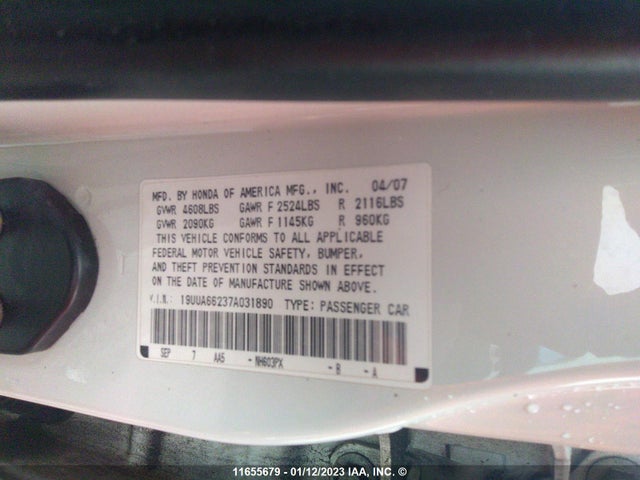 MFD. BY HONDA OF AMERICA MFG., INC. 04/07
GVWR 4608LBS GAWR F 2524LBS R 2116LBS
GVWR 2090KG GAWR F 1145KG R 960KG
THIS VEHICLE CONFORMS TO ALL APPLICABLE
FEDERAL MOTOR VEHICLE SAFETY, BUMPER,
AND THEFT PREVENTION STANDARDS IN EFFECT
ON THE DATE OF MANUFACTURE SHOWN ABOVE.
V.I.N.: 19UUA66237A031890 TYPE: PASSENGER CAR
SEP 7 AA5 -NH603PX -B -A
11655679 - 01/12/2023 IAA, INC. ©